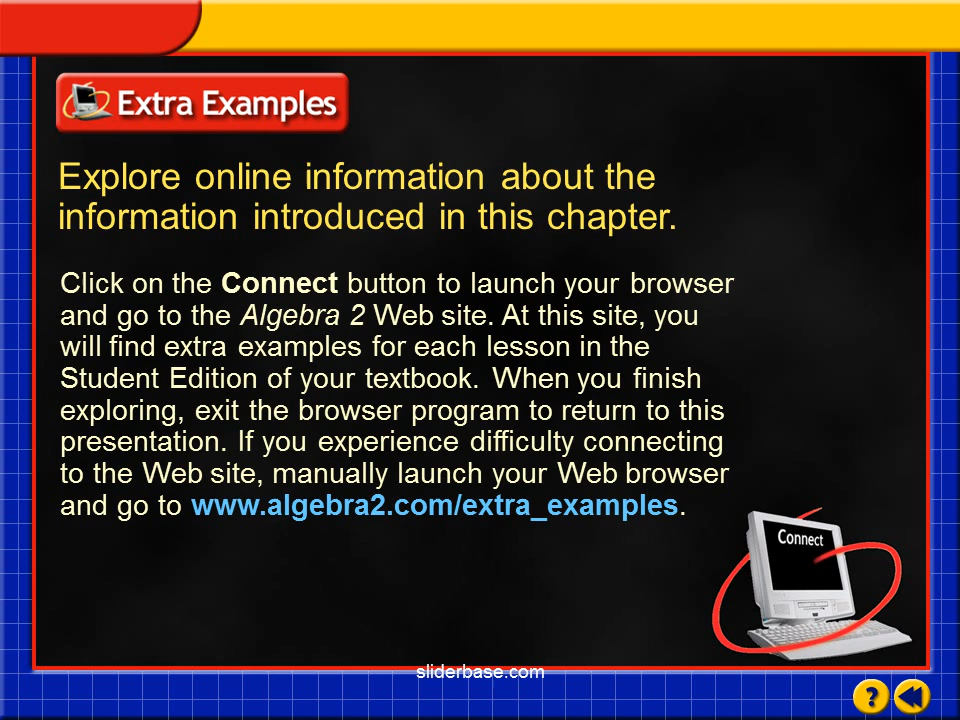 Extra Examples
Explore online information about the
information introduced in this chapter.
Click on the Connect button to launch your browser
and go to the Algebra 2 Web site. At this site, you
will find extra examples for each lesson in the
Student Edition of your textbook. When you finish
exploring, exit the browser program to return to this
presentation. If you experience difficulty connecting
to the Web site, manually launch your Web browser
and go to www.algebra2.com/extra_examples.
Connect
sliderbase.com
?